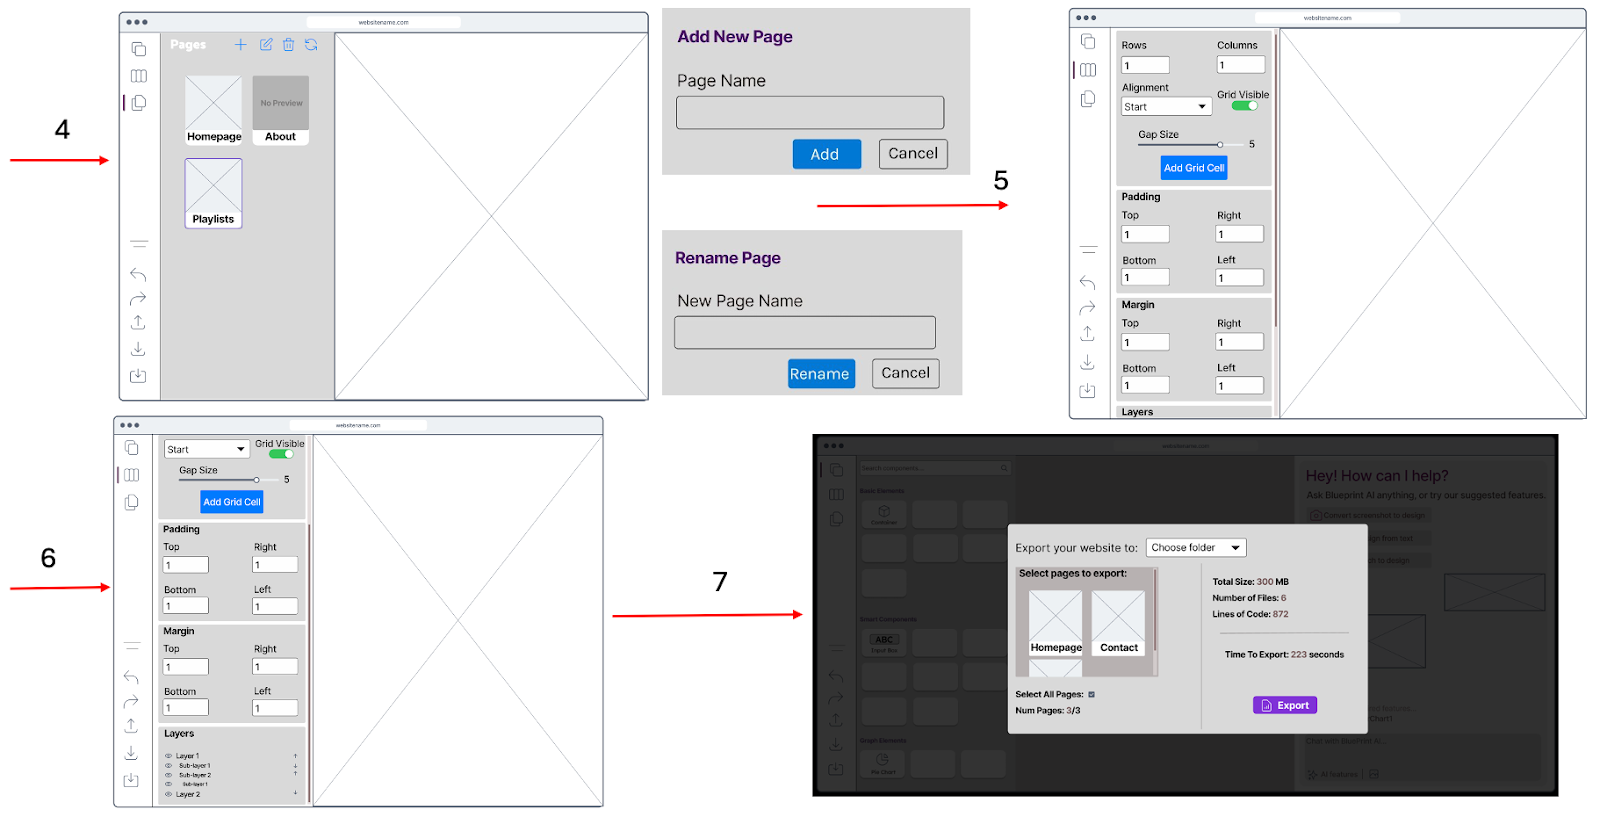 4
websitename.com
Pages
Homepage
No Preview
About
Playlists
Add New Page
Page Name
Add
Cancel
5
Rename Page
New Page Name
Rename
Cancel
websitename.com
Rows
Columns
1
1
Alignment
Grid Visible
Start
Gap Size
5
Add Grid Cell
Padding
Top
Right
1
1
Bottom
Left
1
1
Margin
Top
Right
1
1
Bottom
Left
1
1
Layers
6
websitename.com
Start
Grid Visible
Gap Size
5
Add Grid Cell
Padding
Top
Right
1
1
Bottom
Left
1
1
Margin
Top
Right
1
1
Bottom
Left
1
1
Layers
Layer 1
Sub-layer 1
Sub-layer 2
Sub-layer 1
Layer 2
7
websitename.com
Search components...
Basic Elements
Container
Smart Components
ABC
Input Box
Graph Elements
Pie Chart
Hey! How can I help?
Ask Blueprint AI anything, or try our suggested features.
Convert screenshot to design
from text
to design
Export your website to:
Choose folder
Select pages to export:
Homepage
Contact
Select All Pages:
Num Pages: 3/3
Total Size: 300 MB
Number of Files: 6
Lines of Code: 872
Time To Export: 223 seconds
Export
Chart1
Chat with Blueprint AI...
AI features